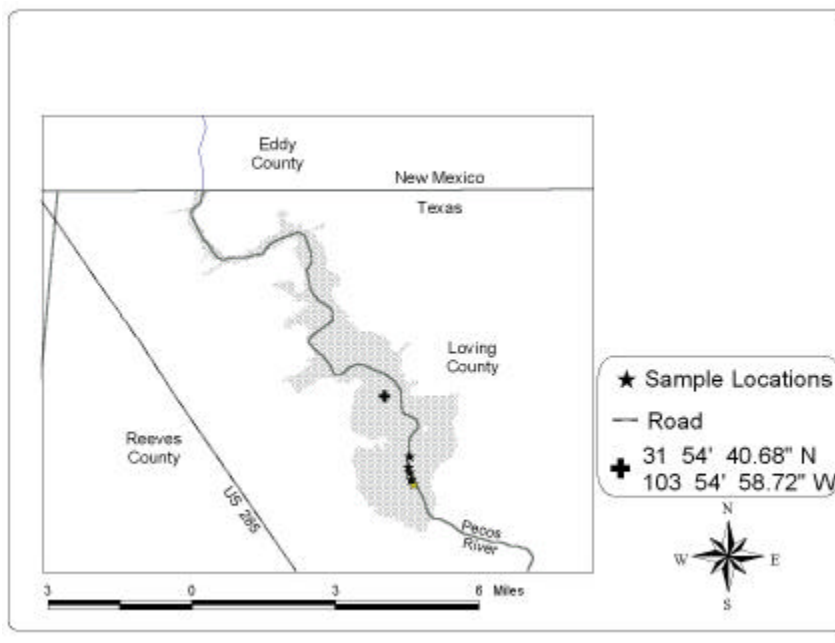 Eddy
County
New Mexico
Texas
Loving
County
Reeves
County
US 285
Pecos
River
★ Sample Locations
— Road
✚ 31 54' 40.68" N
103 54' 58.72" W
N
W E
S
3 0 3 6 Miles